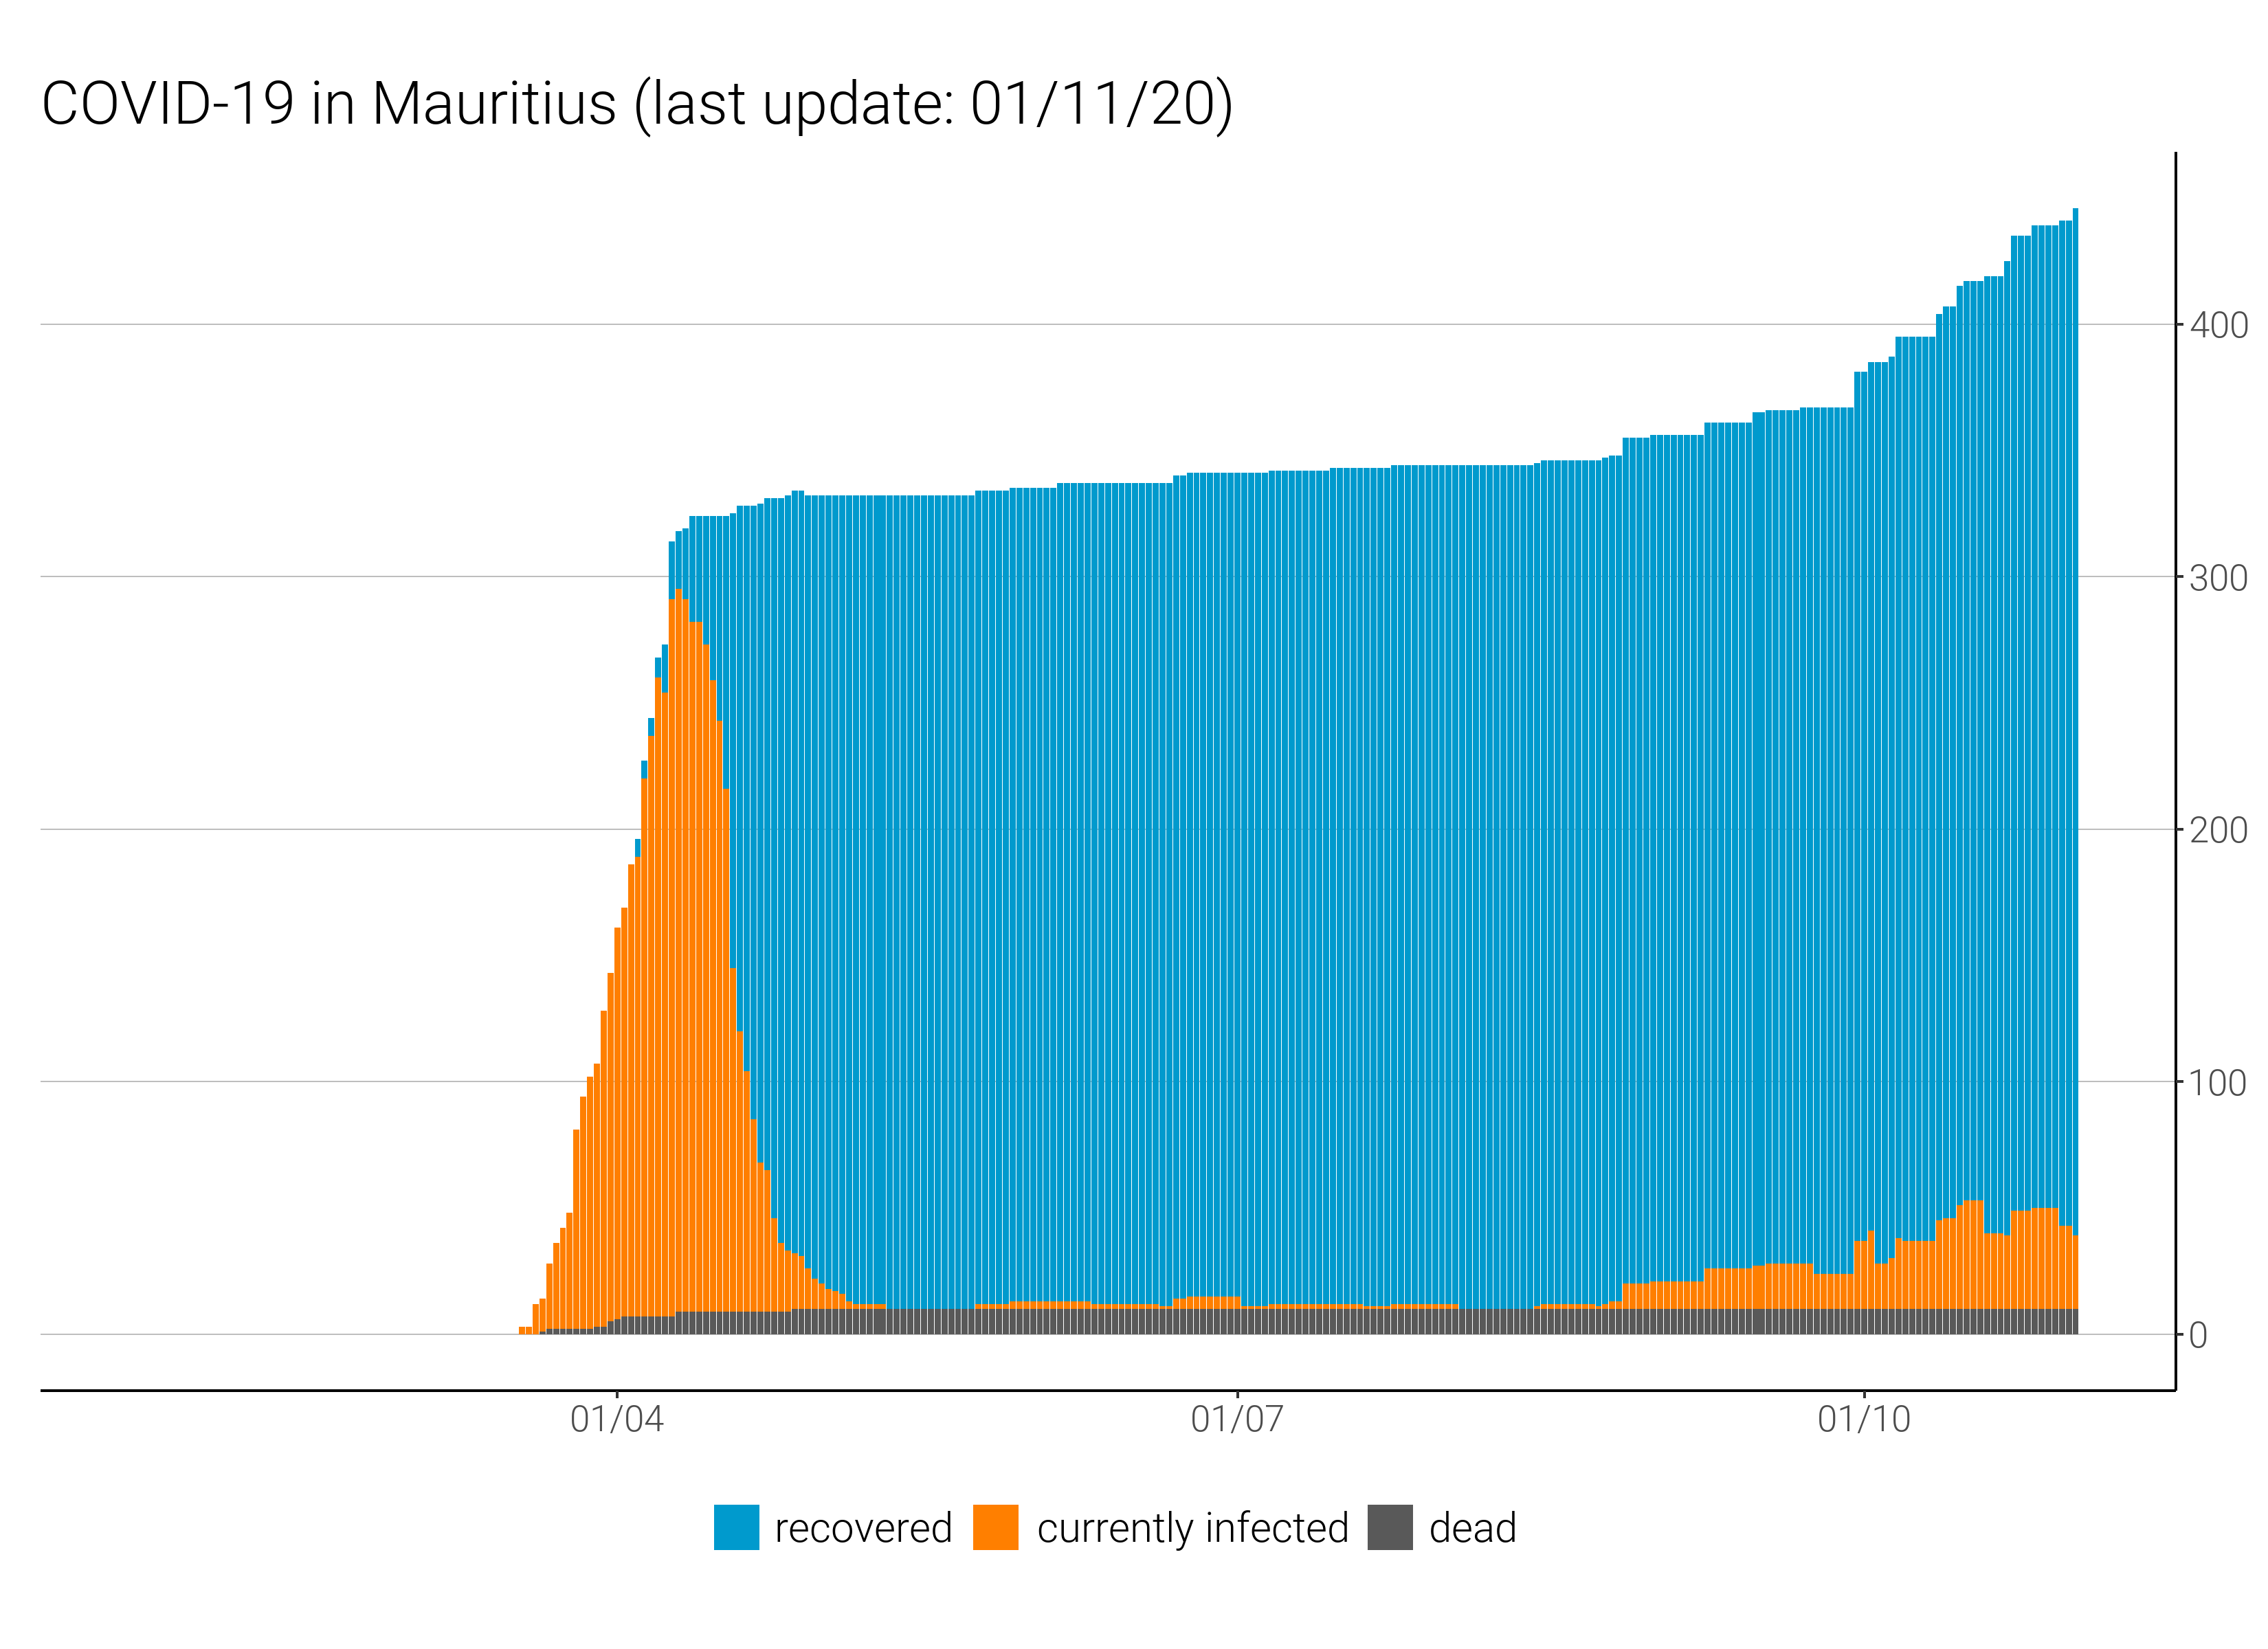 COVID-19 in Mauritius (last update: 01/11/20)
400
300
200
100
0
01/04 01/07 01/10
recovered currently infected dead